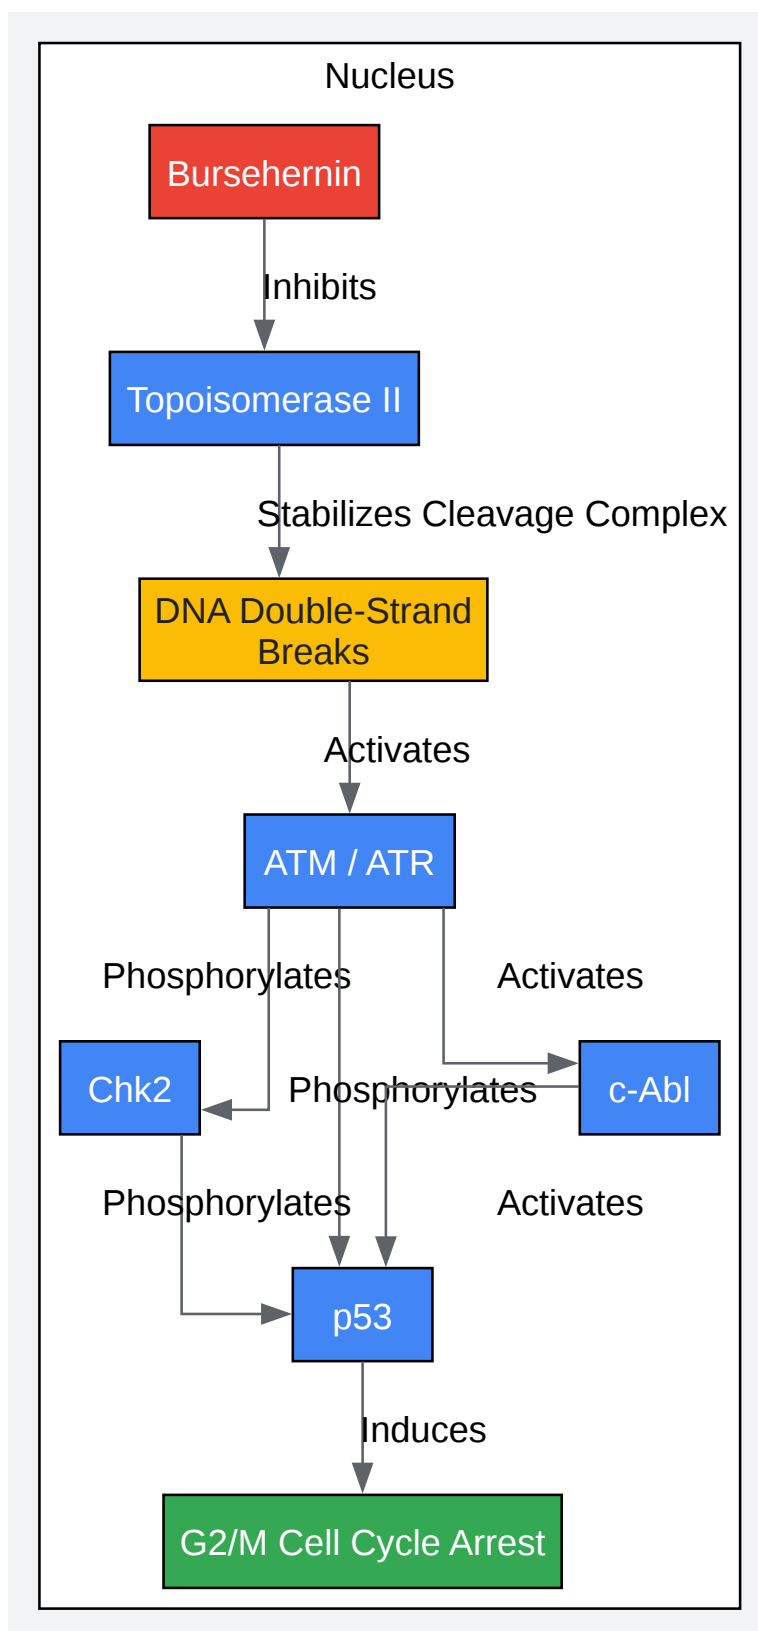 Nucleus
Bursehernin
Inhibits
Topoisomerase II
Stabilizes Cleavage Complex
DNA Double-Strand
Breaks
Activates
ATM / ATR
Phosphorylates
Activates
Chk2
Phosphorylates
c-Abl
Phosphorylates
Activates
p53
Induces
G2/M Cell Cycle Arrest